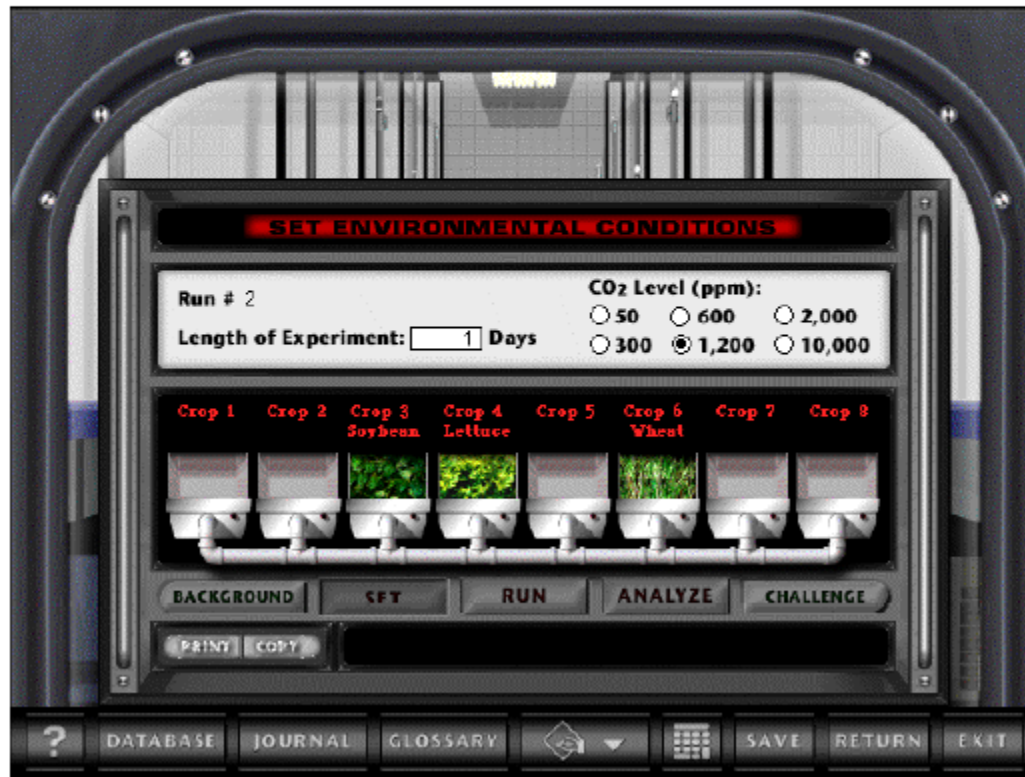 SET ENVIRONMENTAL CONDITIONS
Run # 2
Length of Experiment: 1 Days
CO2 Level (ppm):
50 600 2,000
300 1,200 10,000
Crop 1 Crop 2 Crop 3 Crop 4 Crop 5 Crop 6 Crop 7 Crop 8
Soybean Lettuce Wheat
BACKGROUND SET RUN ANALYZE CHALLENGE
PRINT COPY
? DATABASE JOURNAL GLOSSARY SAVE RETURN EXIT